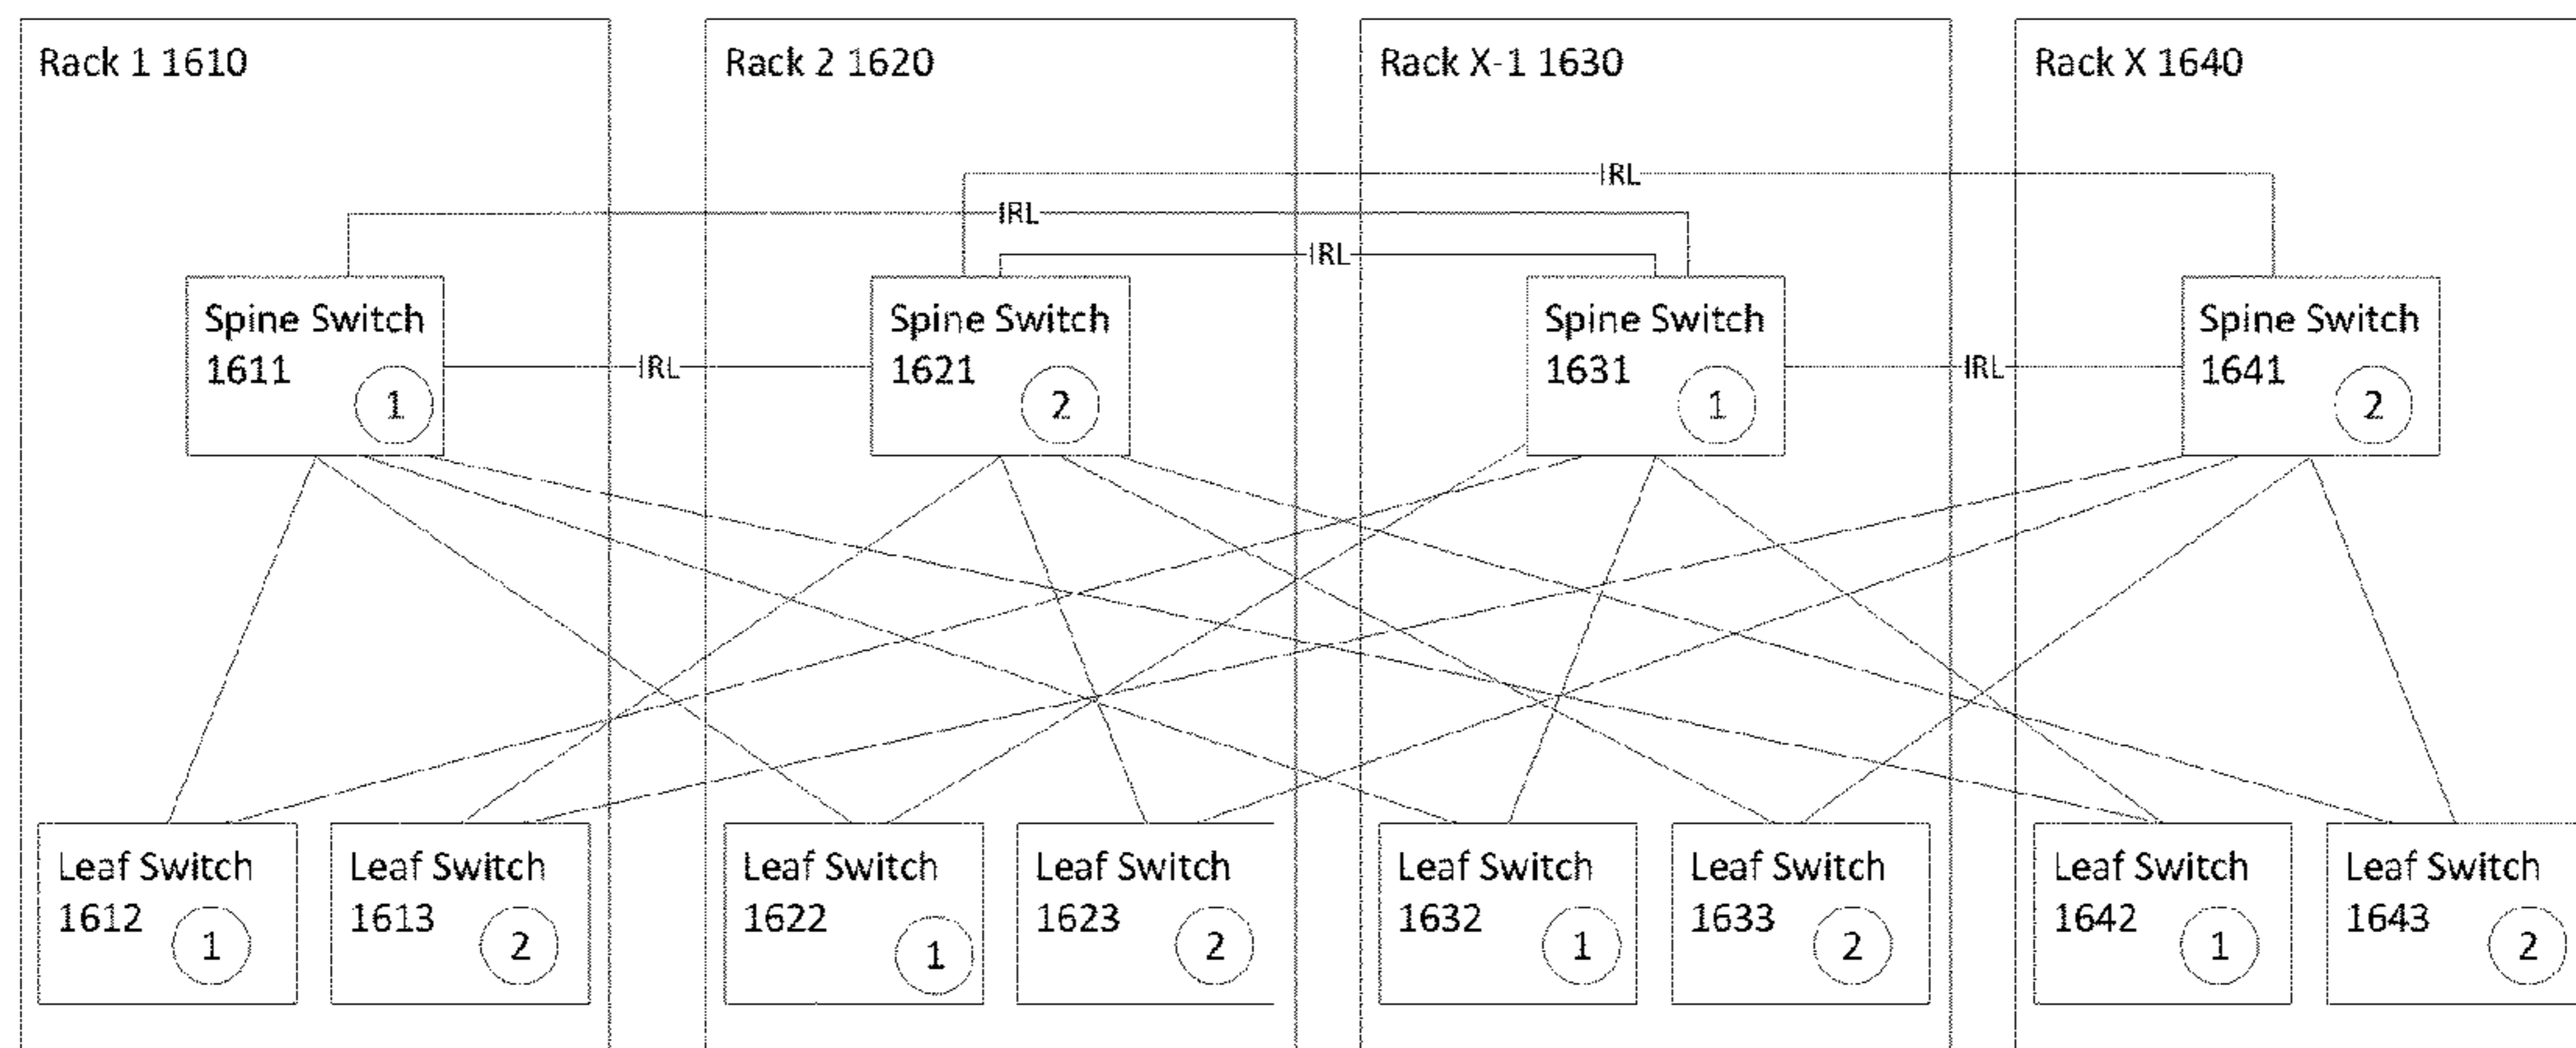 Rack 1 1610
Rack 2 1620
Rack X-1 1630
Rack X 1640
IRL
IRL
IRL
Spine Switch
1611
1
IRL
Spine Switch
1621
2
Spine Switch
1631
1
IRL
Spine Switch
1641
2
Leaf Switch
1612
1
Leaf Switch
1613
2
Leaf Switch
1622
1
Leaf Switch
1623
2
Leaf Switch
1632
1
Leaf Switch
1633
2
Leaf Switch
1642
1
Leaf Switch
1643
2